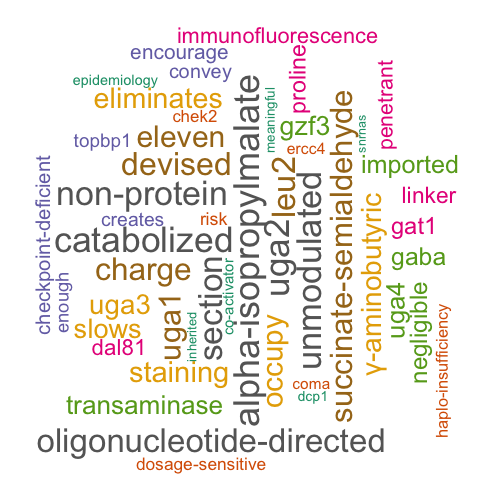 immunofluorescence
encourage
convey
epidemiology
eliminates
chek2
topbp1
eleven
devised
non-protein
creates
risk
catabolized
charge
checkpoint-deficient
enough
uga3
slows
dal81
uga1
inherited
section
co-activator
staining
transaminase
alpha-isopropylmalate
meaningful
proline
gzf3
ercc4
leu2
uga2
occupy
unmodulated
coma
dcp1
succinate-semialdehyde
snmas
penetrant
imported
linker
gat1
gaba
γ-aminobutyric
uga4
negligible
haplo-insufficiency
oligonucleotide-directed
dosage-sensitive